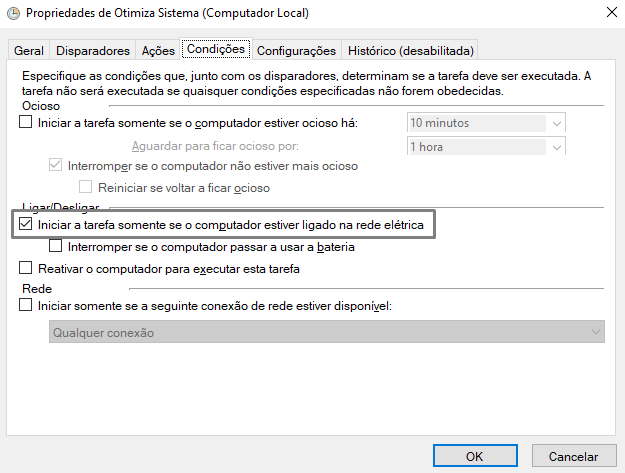 Propriedades de Otimiza Sistema (Computador Local)
Geral Disparadores Ações Condições Configurações Histórico (desabilitada)
Especifique as condições que, junto com os disparadores, determinam se a tarefa deve ser executada. A
tarefa não será executada se quaisquer condições especificadas não forem obedecidas.
Ocioso
Iniciar a tarefa somente se o computador estiver ocioso há: 10 minutos
Aguardar para ficar ocioso por: 1 hora
Interromper se o computador não estiver mais ocioso
Reiniciar se voltar a ficar ocioso
Ligar/Desligar
Iniciar a tarefa somente se o computador estiver ligado na rede elétrica
Interromper se o computador passar a usar a bateria
Reativar o computador para executar esta tarefa
Rede
Iniciar somente se a seguinte conexão de rede estiver disponível:
Qualquer conexão
OK Cancelar